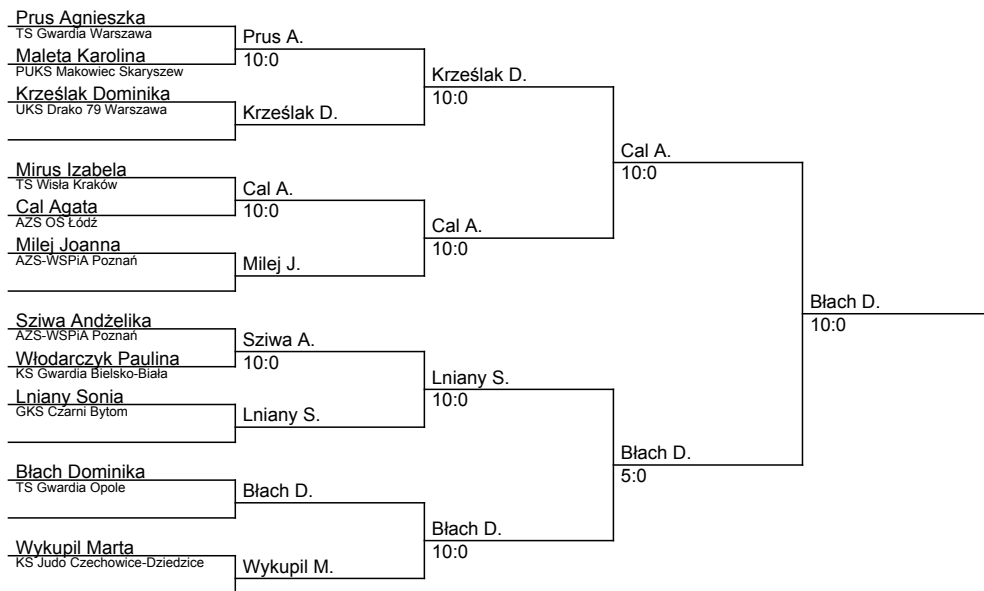 Prus Agnieszka
TS Gwardia Warszawa
Maleta Karolina
PUKS Makowiec Skaryszew
Krześlak Dominika
UKS Drako 79 Warszawa
Mirus Izabela
TS Wisła Kraków
Cal Agata
AZS OŚ Łódź
Milej Joanna
AZS-WSPiA Poznań
Sziwa Andżelika
AZS-WSPiA Poznań
Włodarczyk Paulina
KS Gwardia Bielsko-Biała
Lniany Sonia
GKS Czarni Bytom
Błach Dominika
TS Gwardia Opole
Wykupil Marta
KS Judo Czechowice-Dziedzice
Prus A.
10:0
Krześlak D.
Cal A.
10:0
Milej J.
Sziwa A.
10:0
Lniany S.
Błach D.
Wykupil M.
Krześlak D.
10:0
Cal A.
10:0
Lniany S.
10:0
Błach D.
10:0
Cal A.
10:0
Błach D.
5:0
Błach D.
10:0